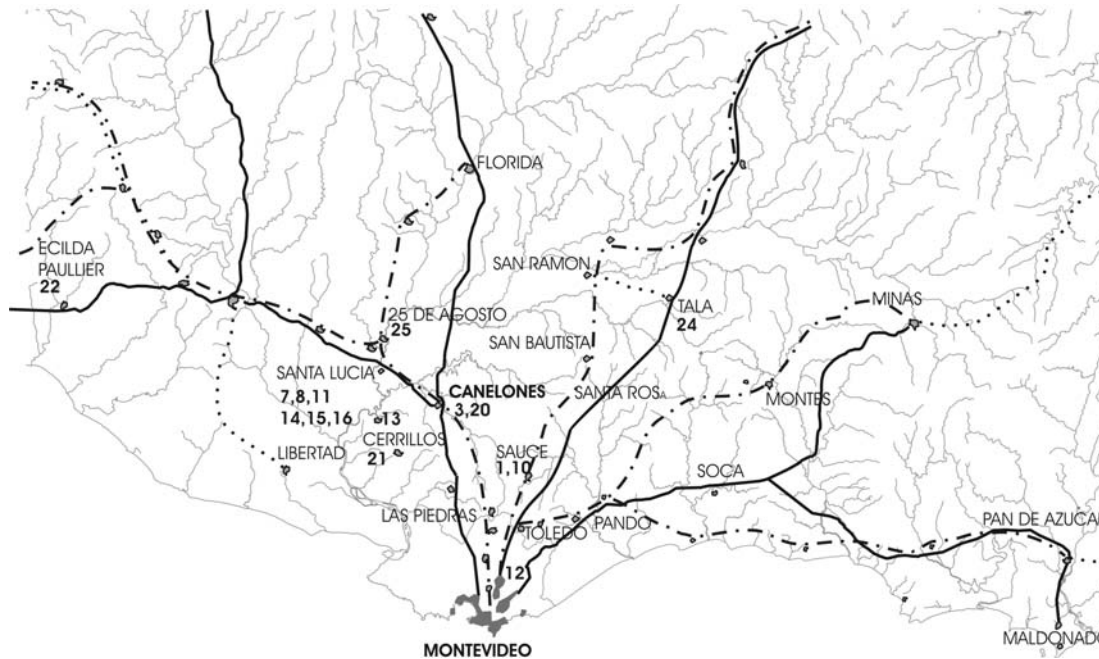 FLORIDA
ECILDA
PAULLIER
22
SAN RAMON
TALA
24
MINAS
25 DE AGOSTO
25
SAN BAUTISTA
SANTA LUCIA
7,8,11
14,15,16
13
CANELONES
3,20
SANTA ROSA
MONTES
LIBERTAD
CERRILLOS
21
SAUCE
1,10
SOCA
LAS PIEDRAS
TOLEDO
PANDO
PAN DE AZUCAR
12
MALDONADO
MONTEVIDEO